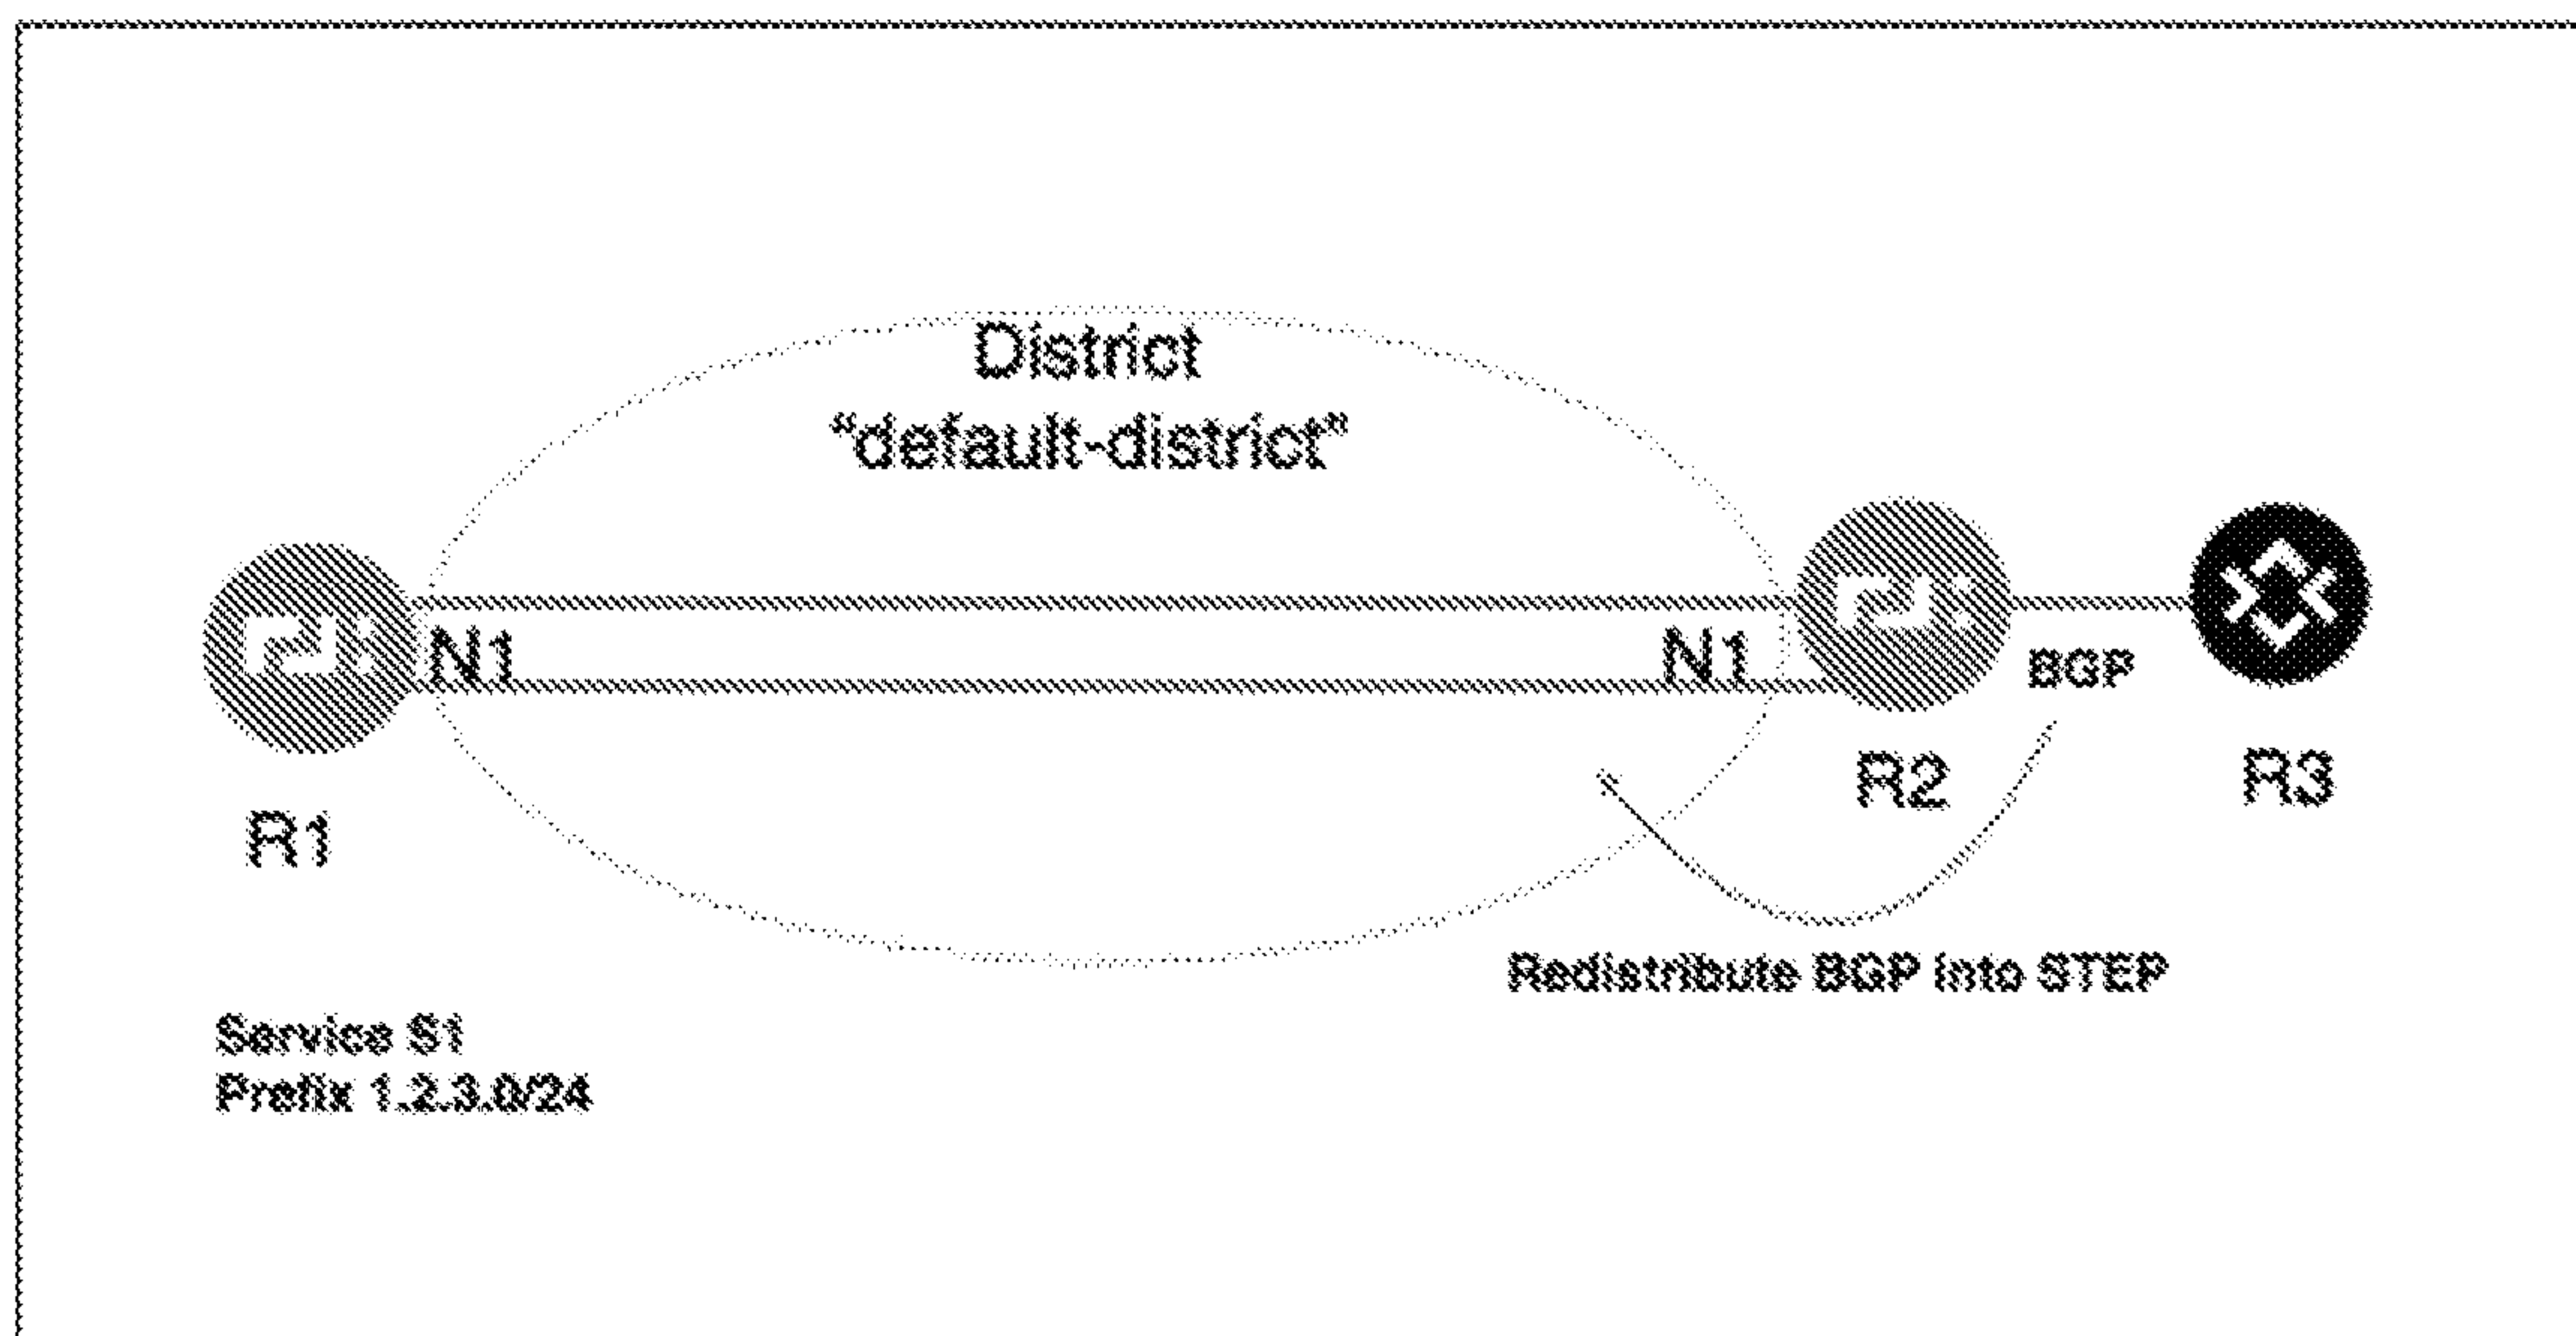 District
“default-district”
N1
N1
BGP
R1
R2
R3
Redistribute BGP into STEP
Service S1
Prefix 1.2.3.0/24